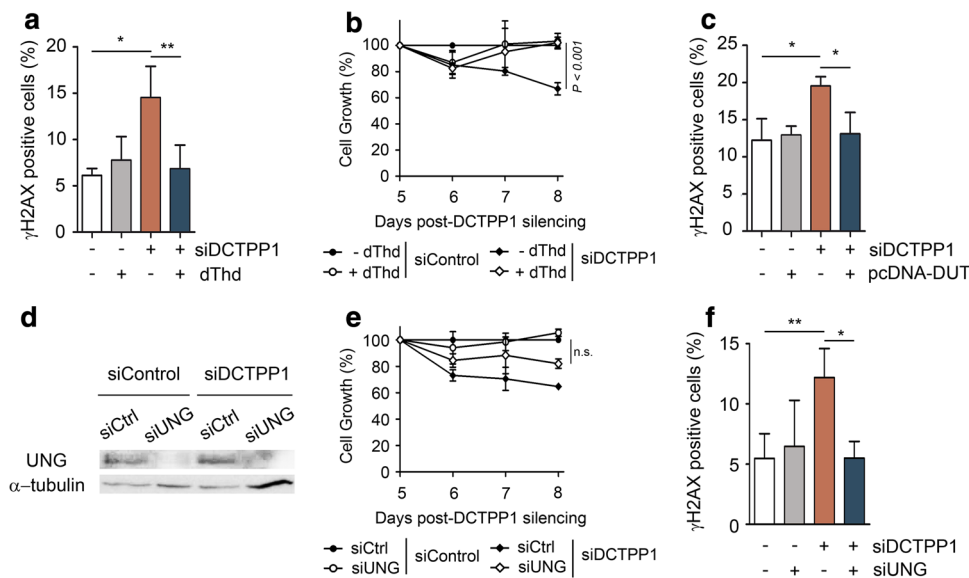 a
γH2AX positive cells (%)
20
15
10
5
0
*
**
- - + + siDCTPP1
- + - + dThd
b
Cell Growth (%)
100
80
60
40
20
0
5 6 7 8
P < 0.001
Days post-DCTPP1 silencing
- dThd
+ dThd
siControl
- dThd
+ dThd
siDCTPP1
c
γH2AX positive cells (%)
25
20
15
10
5
0
*
*
- - + + siDCTPP1
- + - + pcDNA-DUT
d
siControl siDCTPP1
siCtrl siUNG siCtrl siUNG
UNG
α-tubulin
e
Cell Growth (%)
100
80
60
40
20
0
5 6 7 8
n.s.
Days post-DCTPP1 silencing
siCtrl
siUNG
siControl
siCtrl
siUNG
siDCTPP1
f
γH2AX positive cells (%)
15
10
5
0
**
*
- - + + siDCTPP1
- + - + siUNG